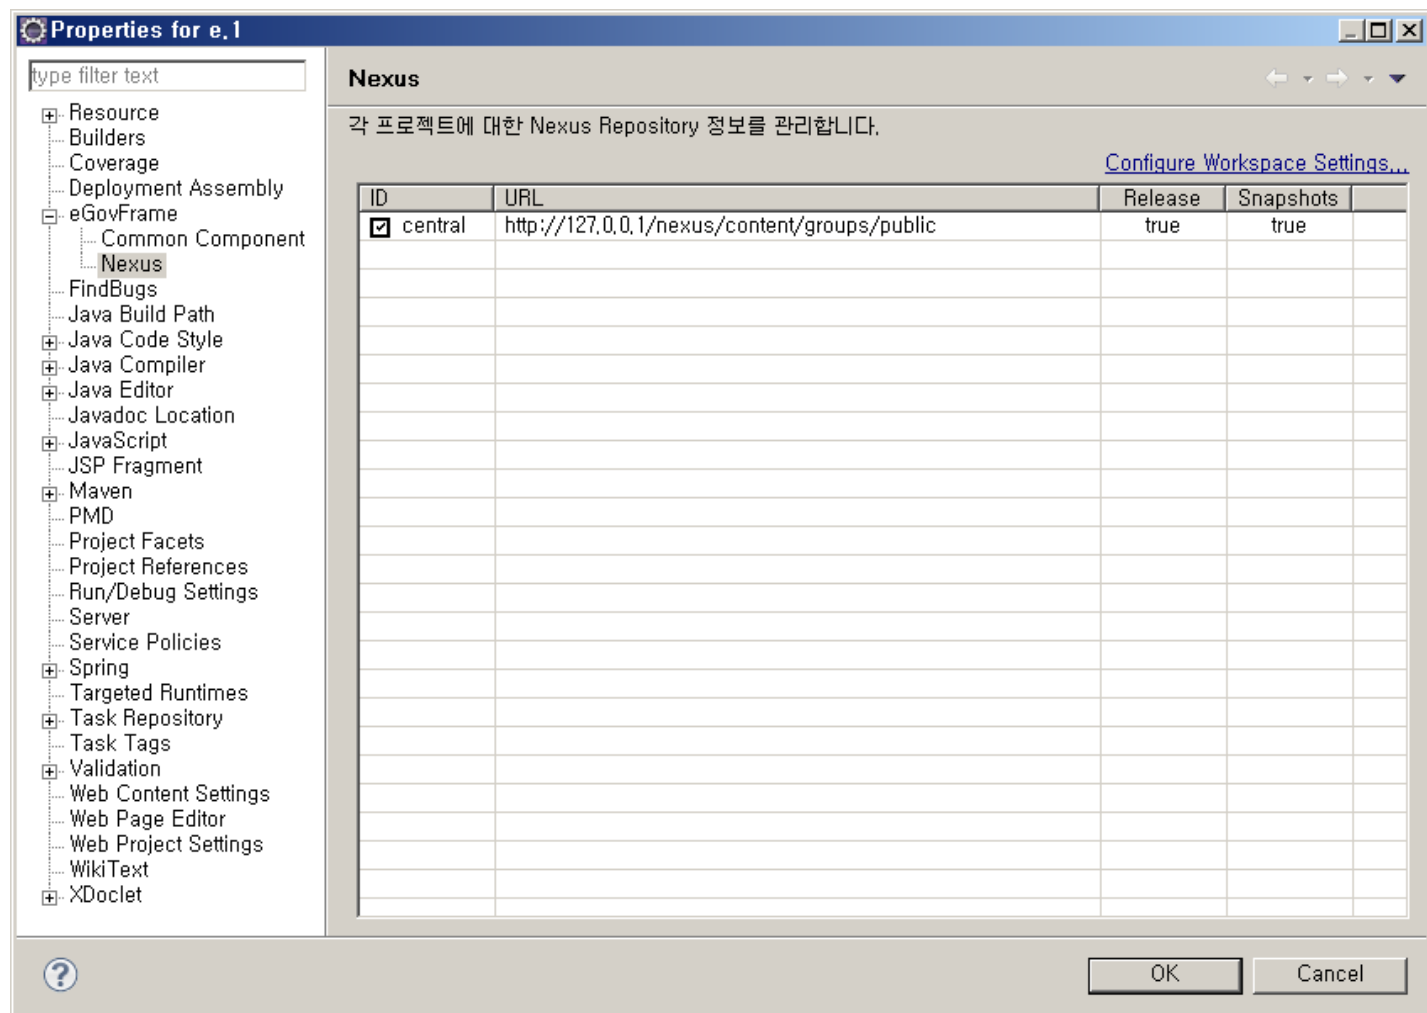 Properties for e.1
type filter text
Resource
Builders
Coverage
Deployment Assembly
eGovFrame
Common Component
Nexus
FindBugs
Java Build Path
Java Code Style
Java Compiler
Java Editor
Javadoc Location
JavaScript
JSP Fragment
Maven
PMD
Project Facets
Project References
Run/Debug Settings
Server
Service Policies
Spring
Targeted Runtimes
Task Repository
Task Tags
Validation
Web Content Settings
Web Page Editor
Web Project Settings
WikiText
XDoclet
Nexus
각 프로젝트에 대한 Nexus Repository 정보를 관리합니다.
Configure Workspace Settings...
ID URL Release Snapshots
central http://127.0.0.1/nexus/content/groups/public true true
OK Cancel